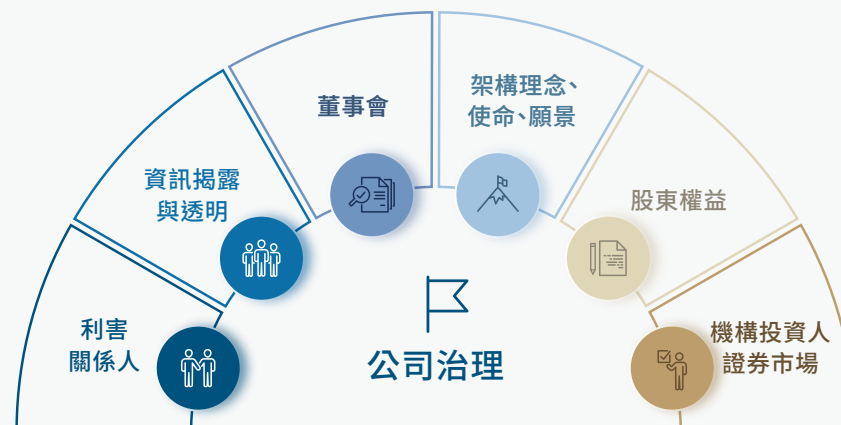 利害
關係人
資訊揭露
與透明
董事會
架構理念、
使命、願景
股東權益
機構投資人
證券市場
公司治理